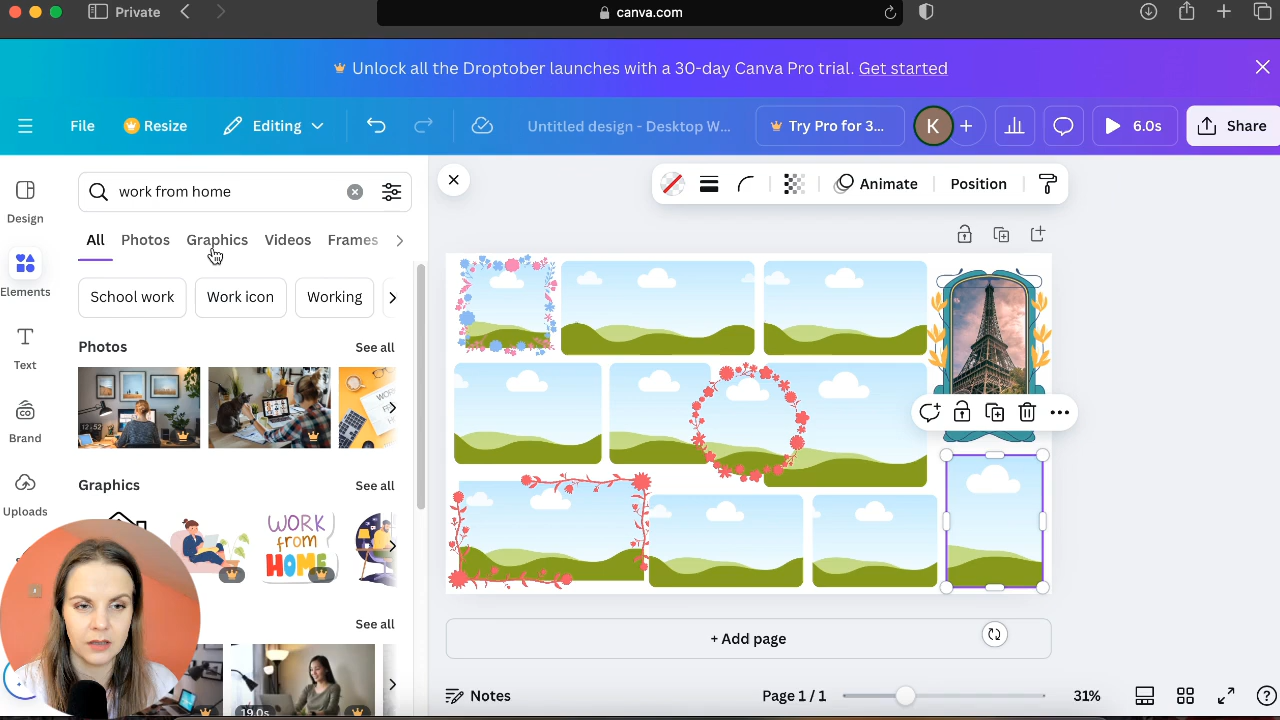 Private
canva.com
Unlock all the Droptober launches with a 30-day Canva Pro trial. Get started
File
Resize
Editing
Untitled design - Desktop W...
Try Pro for 3...
K
6.0s
Share
Design
Elements
Text
Brand
Uploads
work from home
All
Photos
Graphics
Videos
Frames
School work
Work icon
Working
Photos
See all
Graphics
See all
WORK
from
HOME
See all
19.0s
Animate
Position
+ Add page
Notes
Page 1 / 1
31%